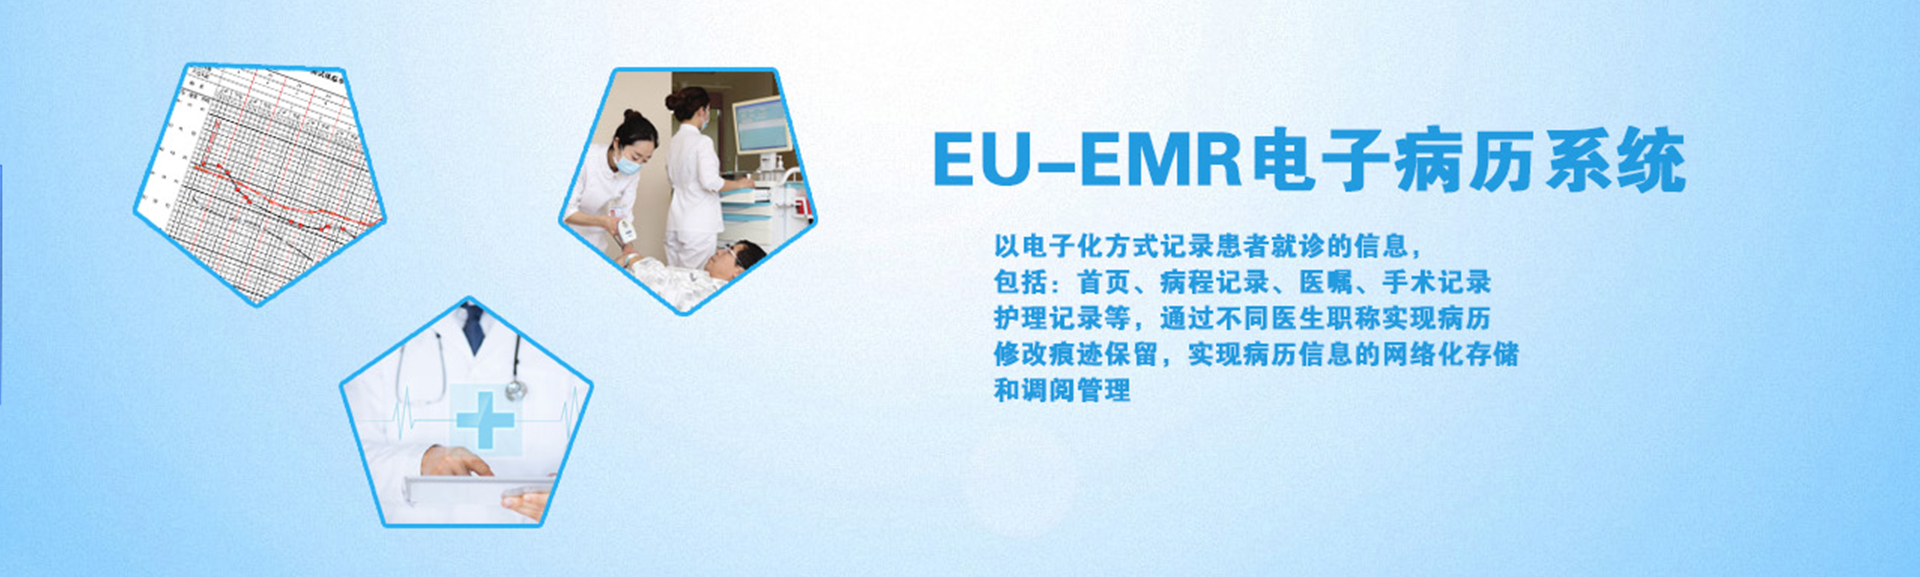 EU-EMR电子病历系统
以电子化方式记录患者就诊的信息，
包括：首页、病程记录、医嘱、手术记录
护理记录等，通过不同医生职称实现病历
修改痕迹保留，实现病历信息的网络化存储
和调阅管理